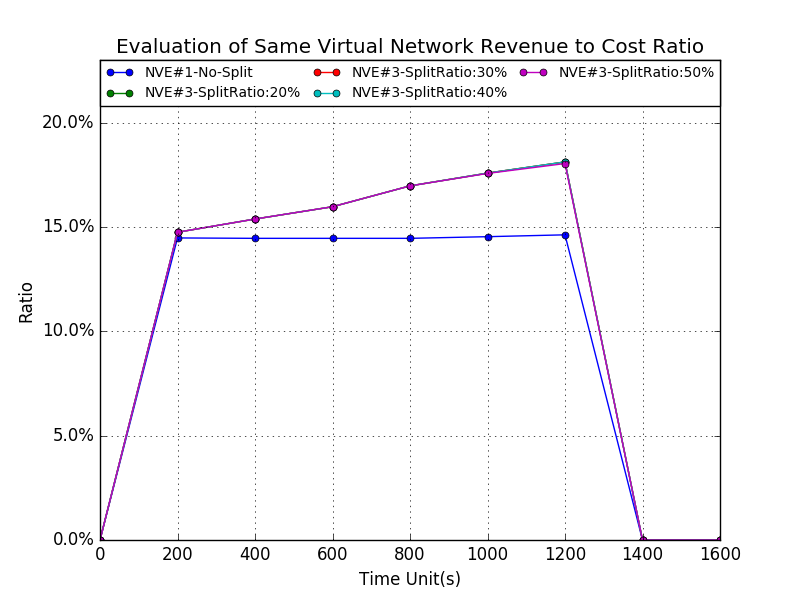 Evaluation of Same Virtual Network Revenue to Cost Ratio
NVE#1-No-Split NVE#3-SplitRatio:30% NVE#3-SplitRatio:50%
NVE#3-SplitRatio:20% NVE#3-SplitRatio:40%
20.0%
15.0%
10.0%
5.0%
0.0%
Ratio
0 200 400 600 800 1000 1200 1400 1600
Time Unit(s)